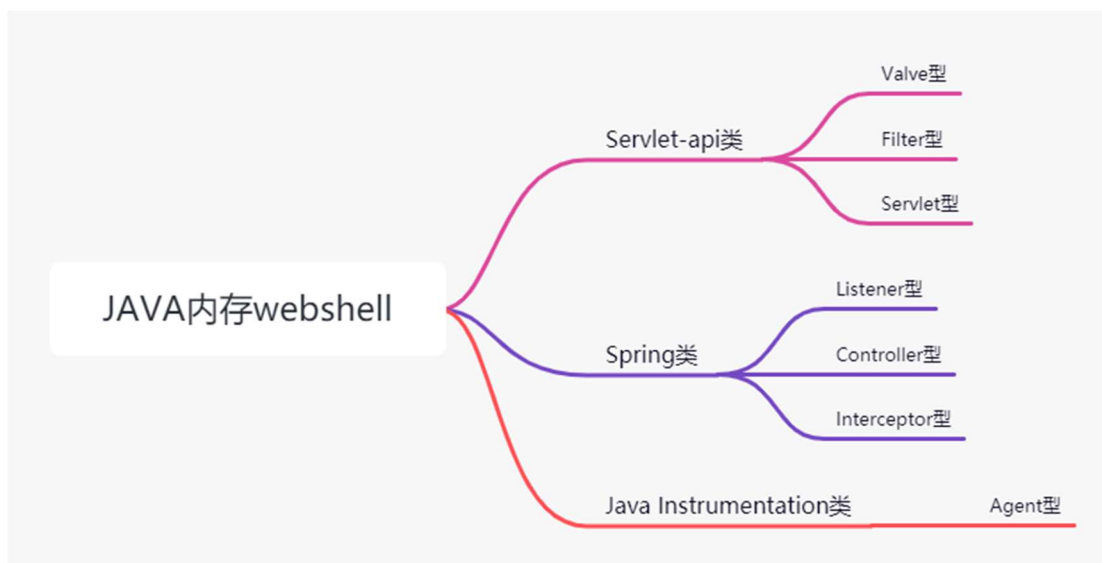 JAVA内存webshell
Servlet-api类
Valve型
Filter型
Servlet型
Spring类
Listener型
Controller型
Interceptor型
Java Instrumentation类
Agent型